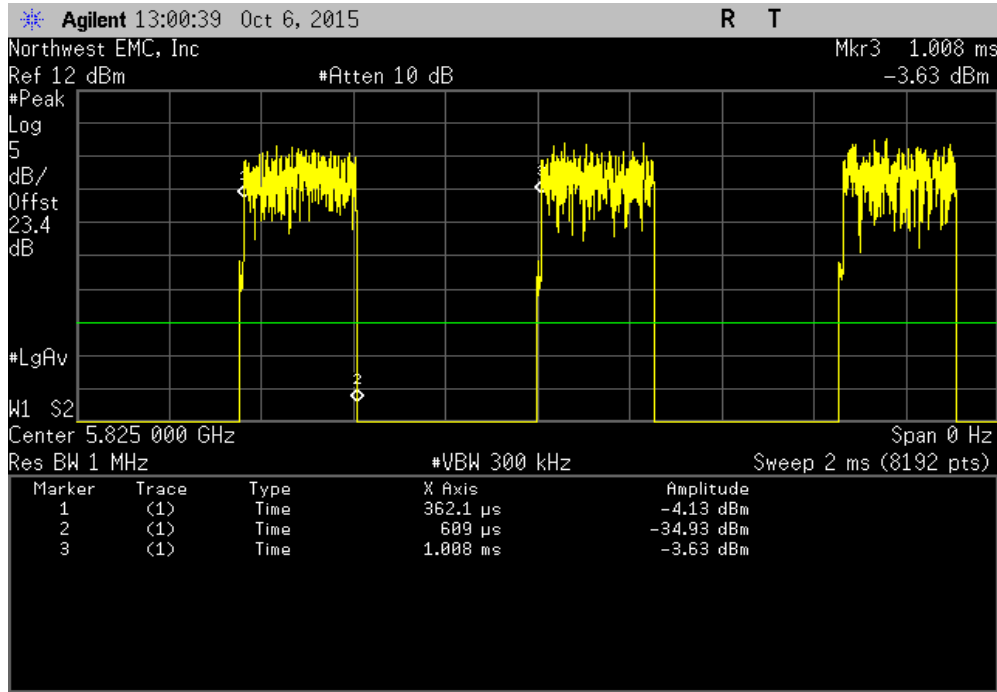 Agilent 13:00:39 Oct 6, 2015 R T
Northwest EMC, Inc Mkr3 1.008 ms
Ref 12 dBm #Atten 10 dB -3.63 dBm
#Peak
Log
5
dB/
Offst
23.4
dB
#LgAv
W1 S2
Center 5.825 000 GHz Span 0 Hz
Res BW 1 MHz #VBW 300 kHz Sweep 2 ms (8192 pts)
Marker Trace Type X Axis Amplitude
1 (1) Time 362.1 µs -4.13 dBm
2 (1) Time 609 µs -34.93 dBm
3 (1) Time 1.008 ms -3.63 dBm